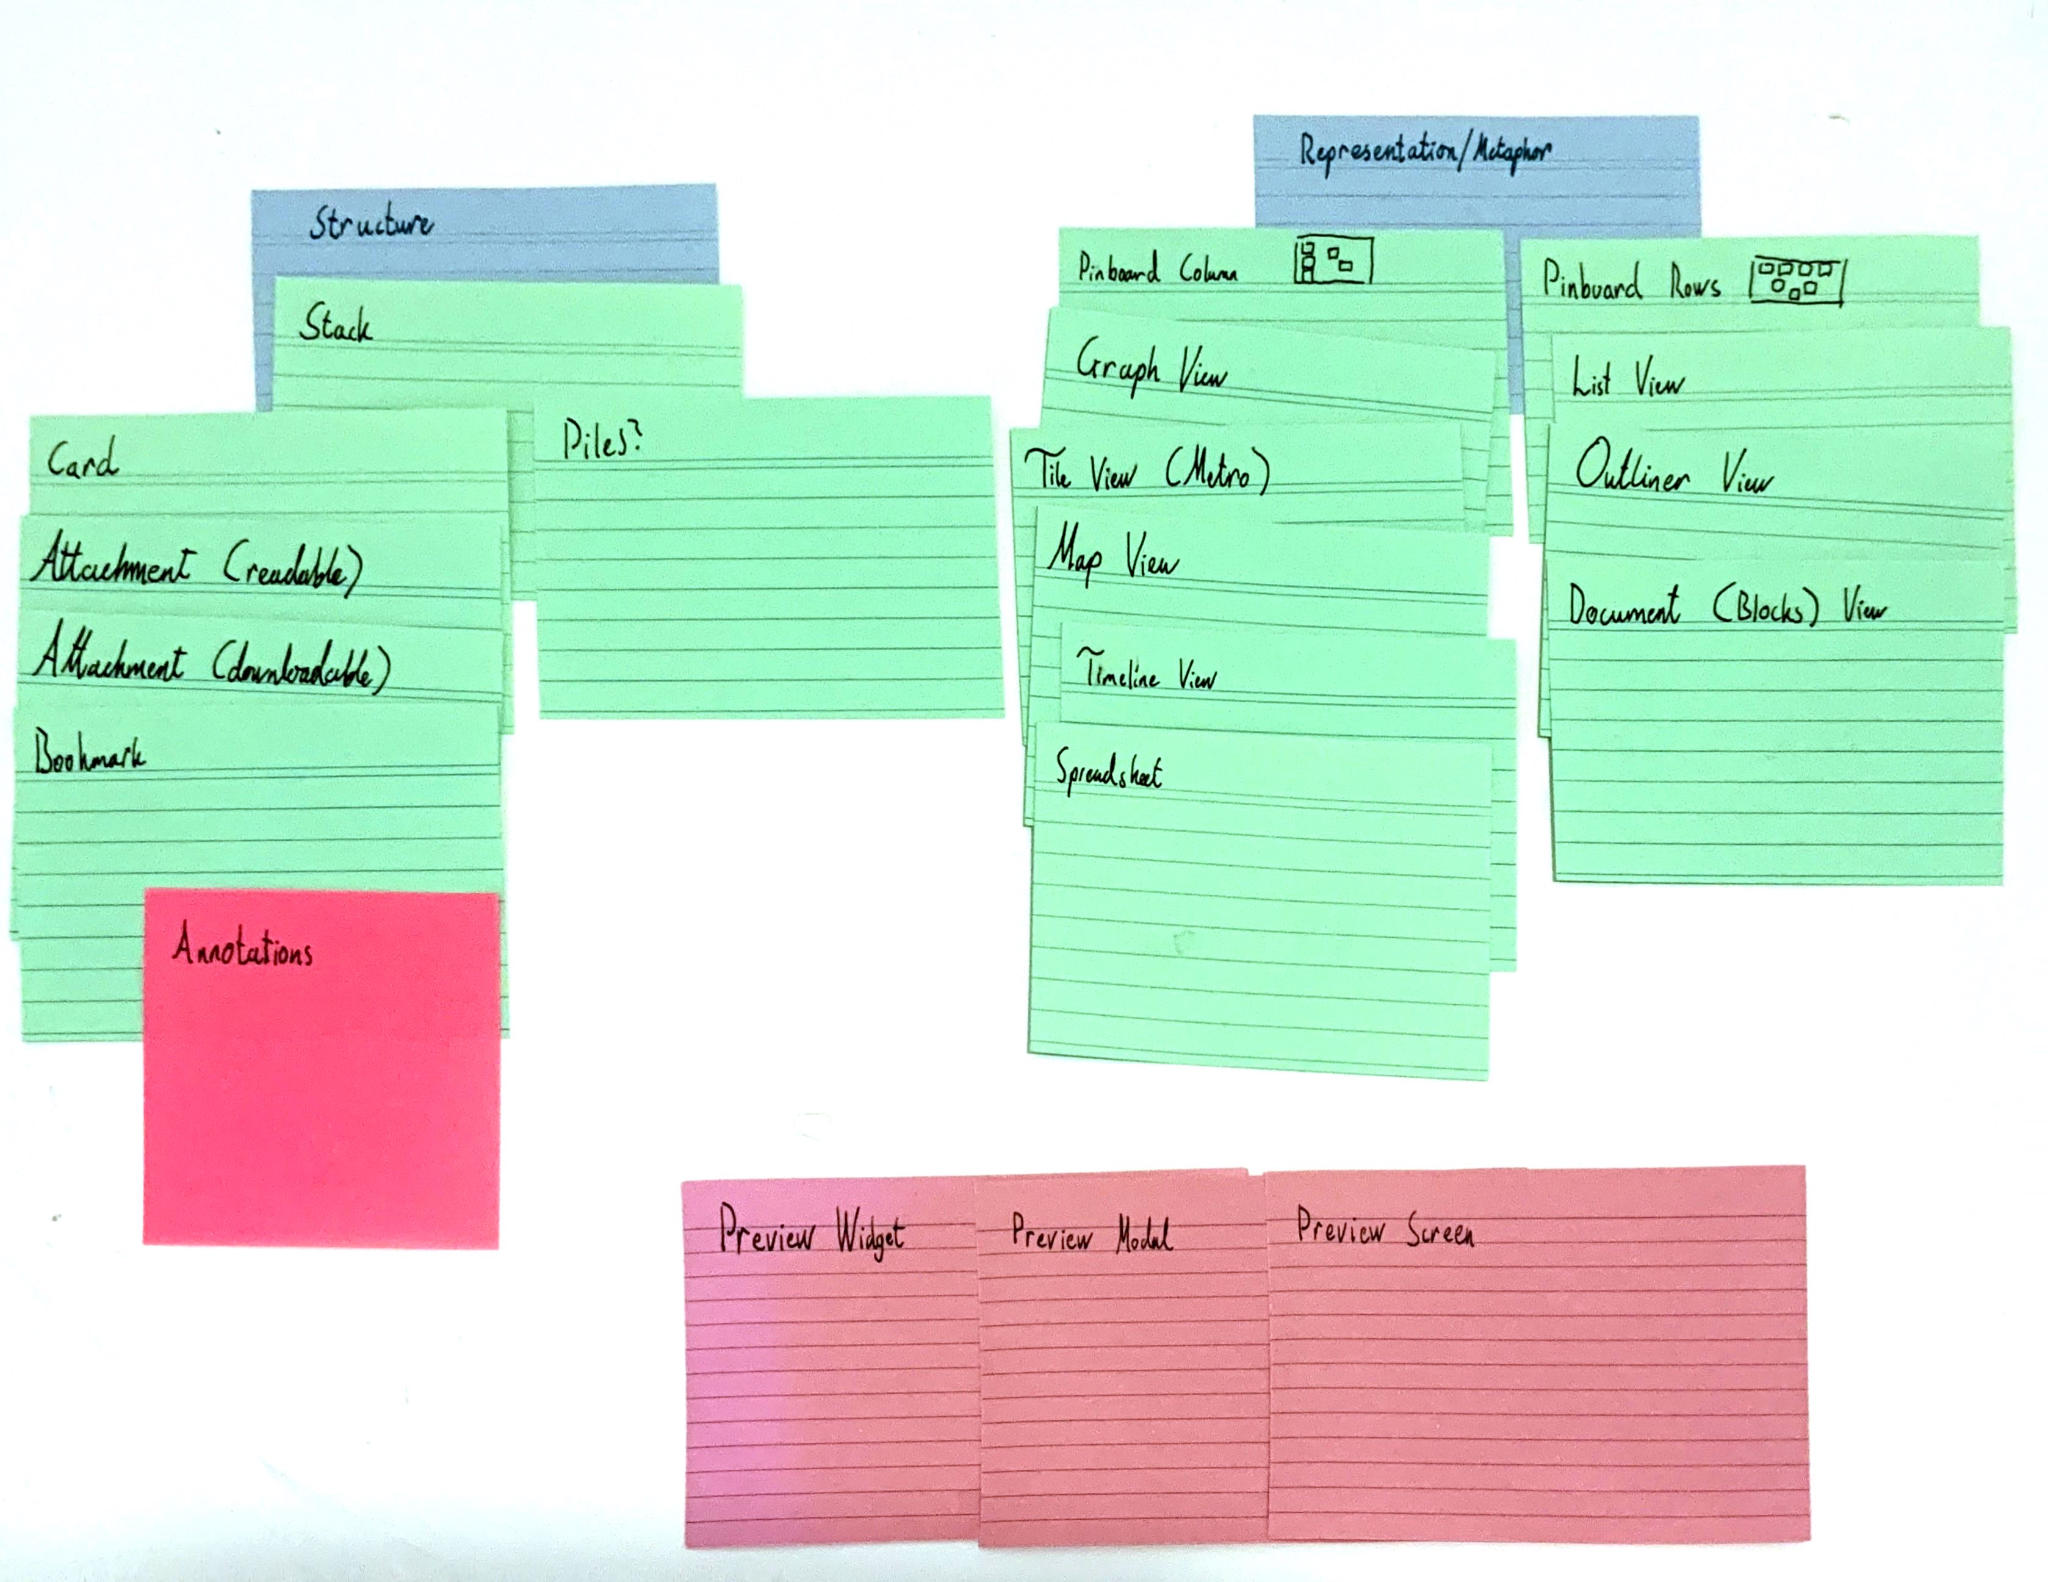 Structure
Stack
Piles?
Card
Attachment (readable)
Attachment (downloadable)
Bookmark
Annotations
Representation/Metaphor
Pinboard Column
Graph View
Tile View (Metro)
Map View
Timeline View
Spreadsheet
Pinboard Rows
List View
Outliner View
Document (Blocks) View
Preview Widget
Preview Modal
Preview Screen